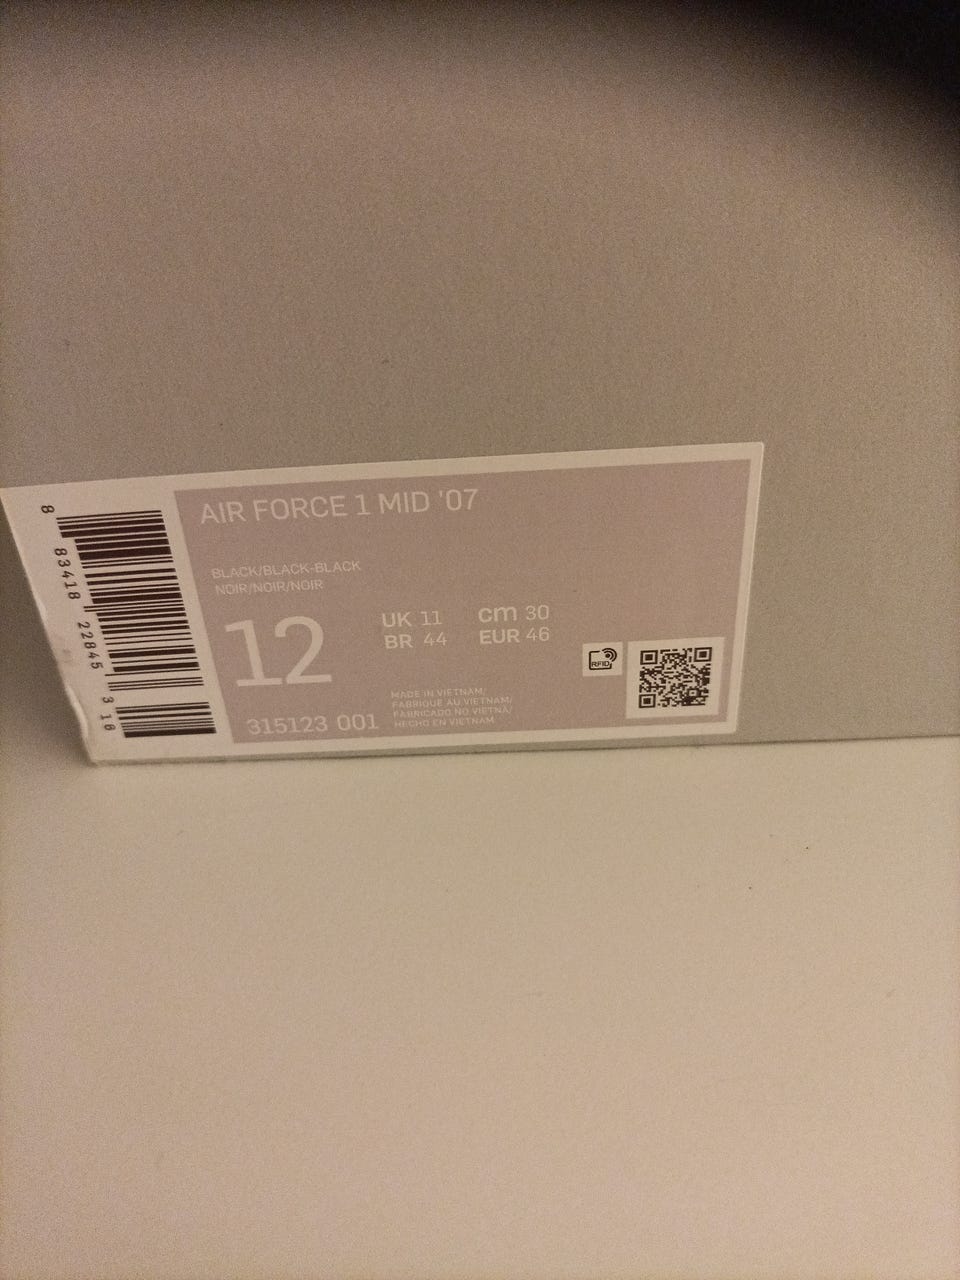 AIR FORCE 1 MID '07
BLACK/BLACK-BLACK
NOIR/NOIR/NOIR
12
UK 11 cm 30
BR 44 EUR 46
315123 001
MADE IN VIETNAM/
FABRIQUE AU VIETNAM/
FABRICADO NO VIETNÃ/
HECHO EN VIETNAM
RFID
8 83418 22845 3 10